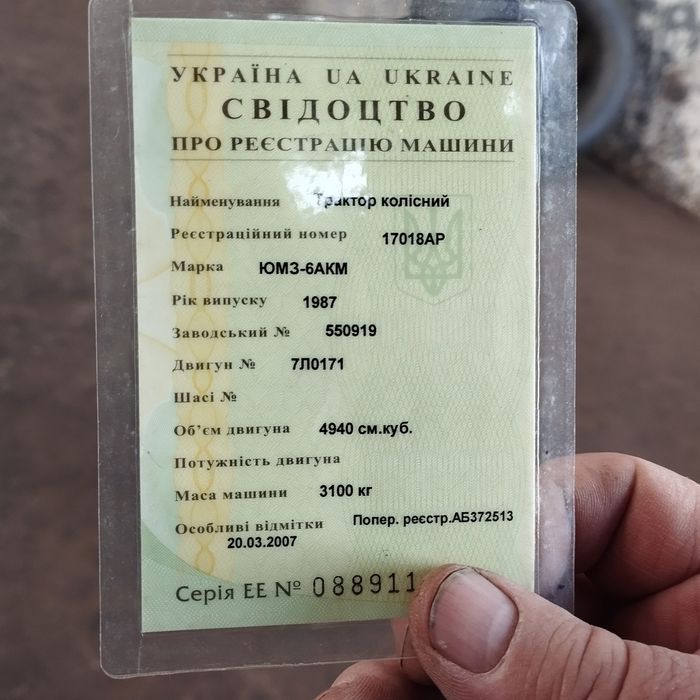 УКРАЇНА UA UKRAINE
СВІДОЦТВО
ПРО РЕЄСТРАЦІЮ МАШИНИ
Найменування Трактор колісний
Реєстраційний номер 17018АР
Марка ЮМЗ-6АКМ
Рік випуску 1987
Заводський № 550919
Двигун № 7Л0171
Шасі №
Об’єм двигуна 4940 см.куб.
Потужність двигуна
Маса машини 3100 кг
Особливі відмітки Попер. реєстр.АБ372513
20.03.2007
Серія ЕЕ № 088911